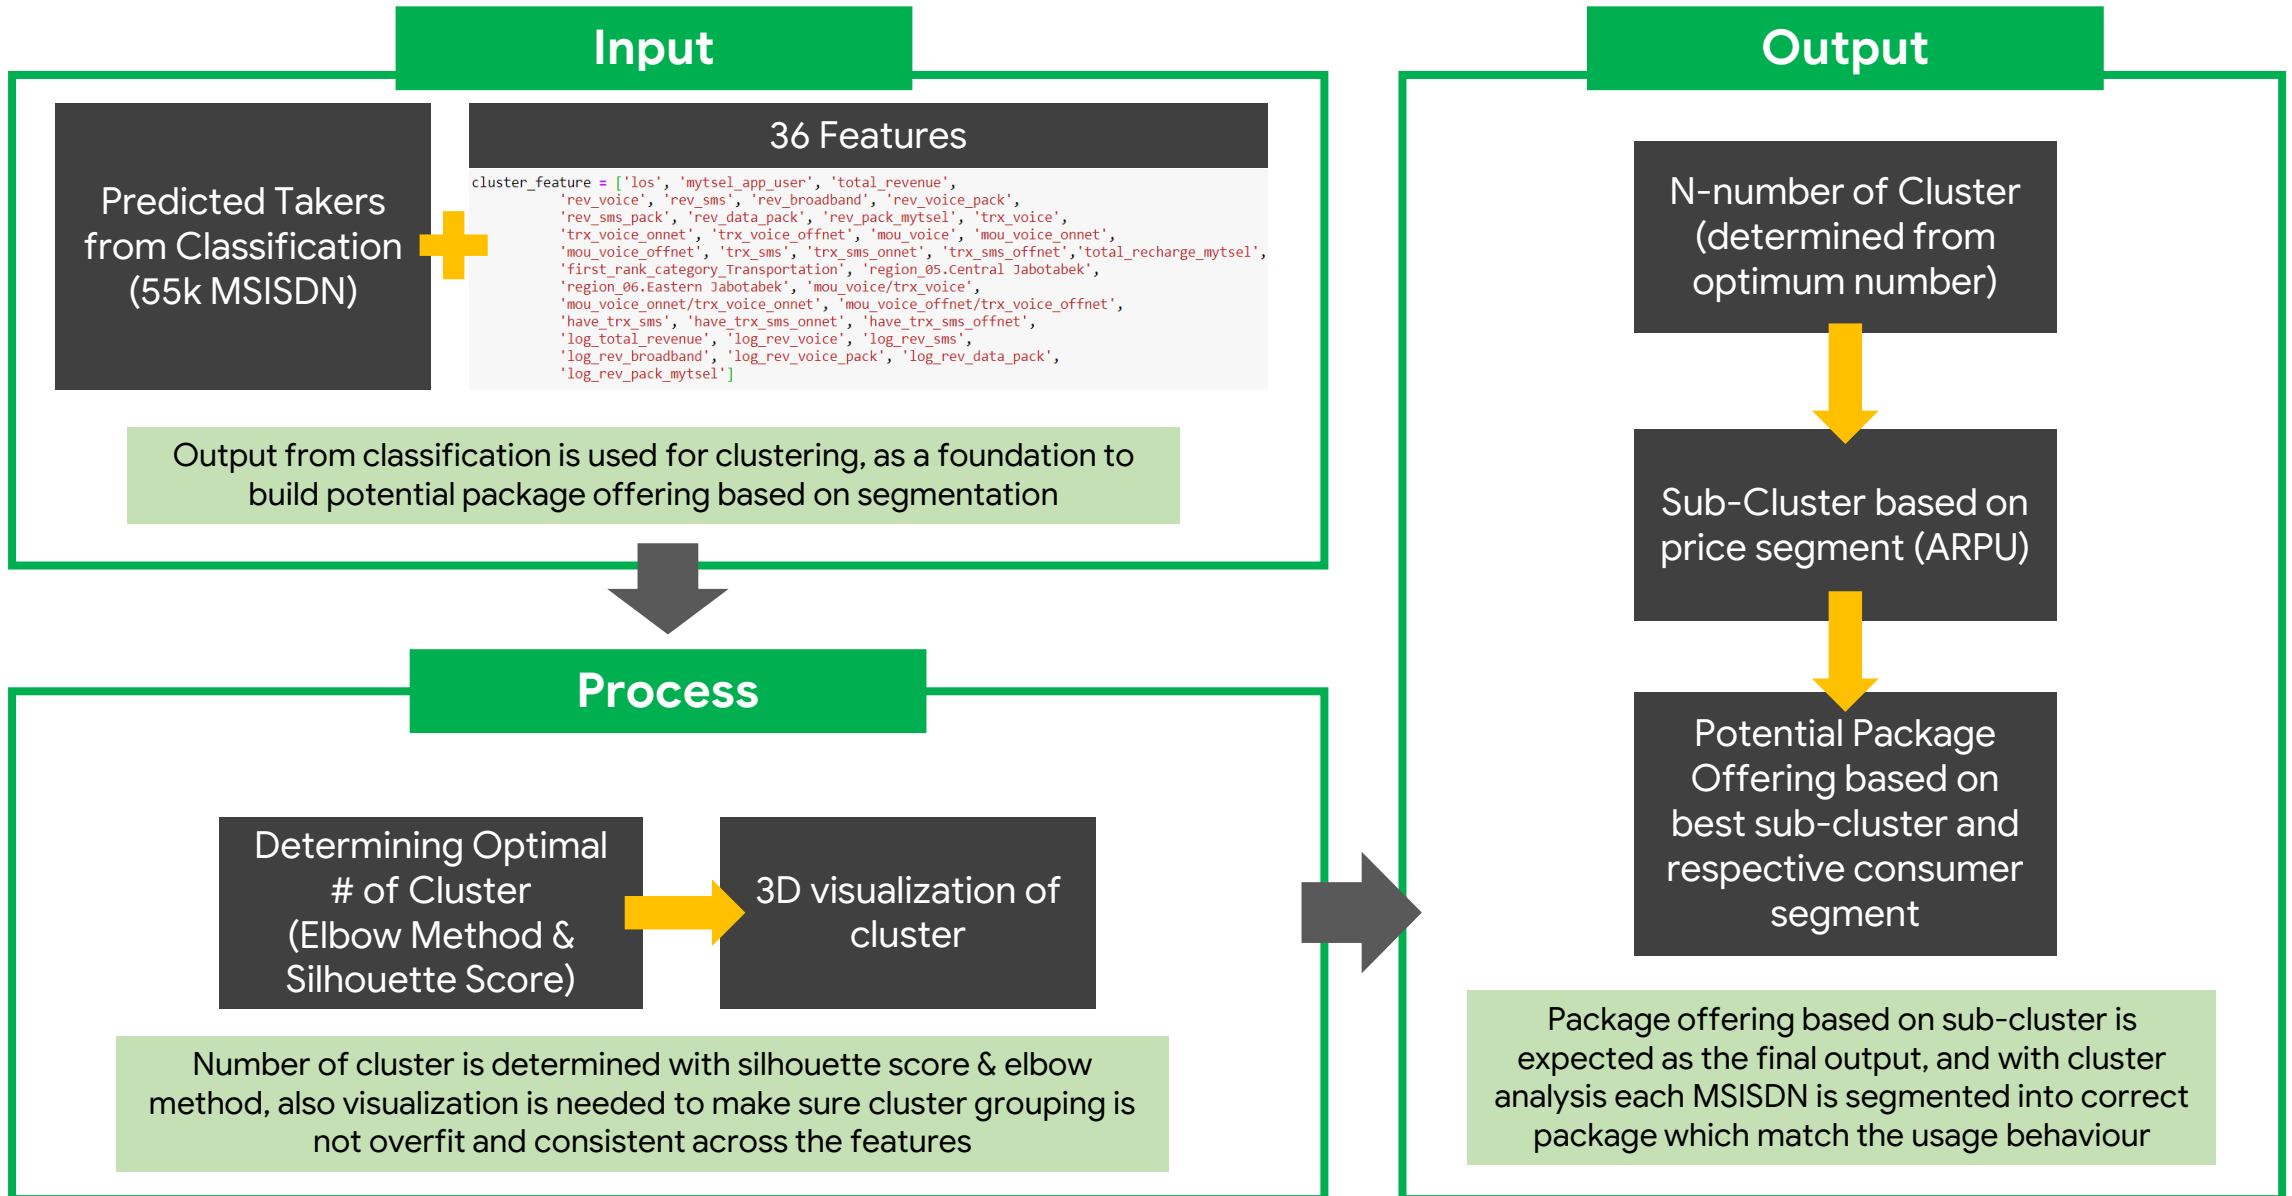 Input
Predicted Takers
from Classification
(55k MSISDN)
36 Features
cluster_feature = ['los', 'mytsel_app_user', 'total_revenue',
'rev_voice', 'rev_sms', 'rev_broadband', 'rev_voice_pack',
'rev_sms_pack', 'rev_data_pack', 'rev_pack_mytsel', 'trx_voice',
'trx_voice_onnet', 'trx_voice_offnet', 'mou_voice', 'mou_voice_onnet',
'mou_voice_offnet', 'trx_sms', 'trx_sms_onnet', 'trx_sms_offnet','total_recharge_mytsel',
'first_rank_category_Transportation', 'region_05.Central Jabotabek',
'region_06.Eastern Jabotabek', 'mou_voice/trx_voice',
'mou_voice_onnet/trx_voice_onnet', 'mou_voice_offnet/trx_voice_offnet',
'have_trx_sms', 'have_trx_sms_onnet', 'have_trx_sms_offnet',
'log_total_revenue', 'log_rev_voice', 'log_rev_sms',
'log_rev_broadband', 'log_rev_voice_pack', 'log_rev_data_pack',
'log_rev_pack_mytsel']
Output from classification is used for clustering, as a foundation to
build potential package offering based on segmentation
Process
Determining Optimal
# of Cluster
(Elbow Method &
Silhouette Score)
3D visualization of
cluster
Number of cluster is determined with silhouette score & elbow
method, also visualization is needed to make sure cluster grouping is
not overfit and consistent across the features
Output
N-number of Cluster
(determined from
optimum number)
Sub-Cluster based on
price segment (ARPU)
Potential Package
Offering based on
best sub-cluster and
respective consumer
segment
Package offering based on sub-cluster is
expected as the final output, and with cluster
analysis each MSISDN is segmented into correct
package which match the usage behaviour